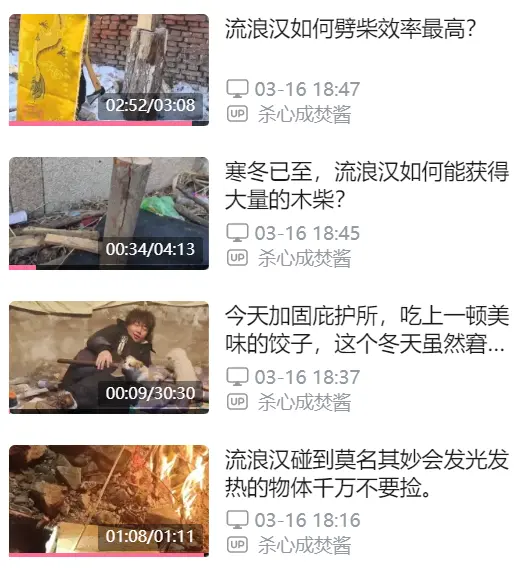 流浪汉如何劈柴效率最高？
02:52/03:08
03-16 18:47
UP 杀心成焚酱
寒冬已至，流浪汉如何能获得
大量的木柴？
00:34/04:13
03-16 18:45
UP 杀心成焚酱
今天加固庇护所，吃上一顿美
味的饺子，这个冬天虽然窘...
00:09/30:30
03-16 18:37
UP 杀心成焚酱
流浪汉碰到莫名其妙会发光发
热的物体千万不要捡。
01:08/01:11
03-16 18:16
UP 杀心成焚酱